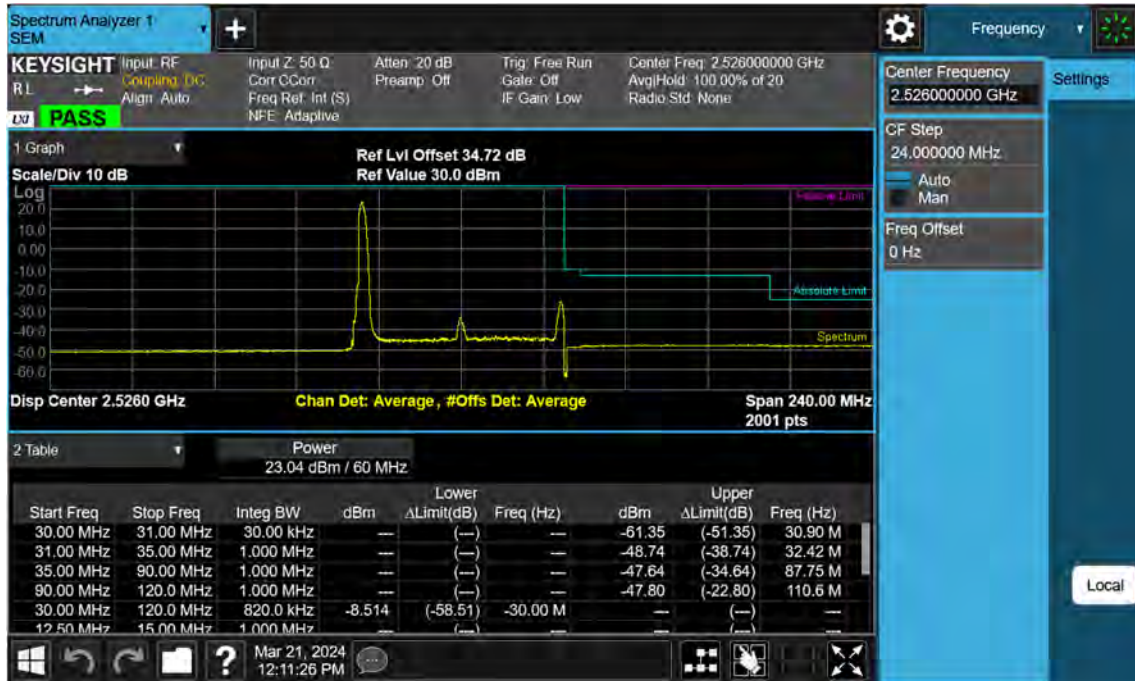 Spectrum Analyzer 1
SEM
Frequency
KEYSIGHT
Input: RF
Coupling: DC
Align: Auto
Input Z: 50 Ω
Corr CCorr
Freq Ref: Int (S)
NFE: Adaptive
Atten: 20 dB
Preamp: Off
Trig: Free Run
Gate: Off
IF Gain: Low
Center Freq: 2.526000000 GHz
Avg|Hold: 100.00% of 20
Radio Std: None
R L
LXI
PASS
Center Frequency
2.526000000 GHz
Settings
CF Step
24.000000 MHz
Auto
Man
Freq Offset
0 Hz
1 Graph
Scale/Div 10 dB
Ref Lvl Offset 34.72 dB
Ref Value 30.0 dBm
Log
20.0
10.0
0.00
-10.0
-20.0
-30.0
-40.0
-50.0
-60.0
Absolute Limit
Spectrum
Disp Center 2.5260 GHz
Chan Det: Average, #Offs Det: Average
Span 240.00 MHz
2001 pts
2 Table
Power
23.04 dBm / 60 MHz
Lower Upper
Start Freq Stop Freq Integ BW dBm ΔLimit(dB) Freq (Hz) dBm ΔLimit(dB) Freq (Hz)
30.00 MHz 31.00 MHz 30.00 kHz --- (---) --- -61.35 (-51.35) 30.90 M
31.00 MHz 35.00 MHz 1.000 MHz --- (---) --- -48.74 (-38.74) 32.42 M
35.00 MHz 90.00 MHz 1.000 MHz --- (---) --- -47.64 (-34.64) 87.75 M
90.00 MHz 120.0 MHz 1.000 MHz --- (---) --- -47.80 (-22.80) 110.6 M
30.00 MHz 120.0 MHz 820.0 kHz -8.514 (-58.51) -30.00 M --- (---) ---
12.50 MHz 15.00 MHz 1.000 MHz --- (---) --- --- (---) ---
Local
?
Mar 21, 2024
12:11:26 PM